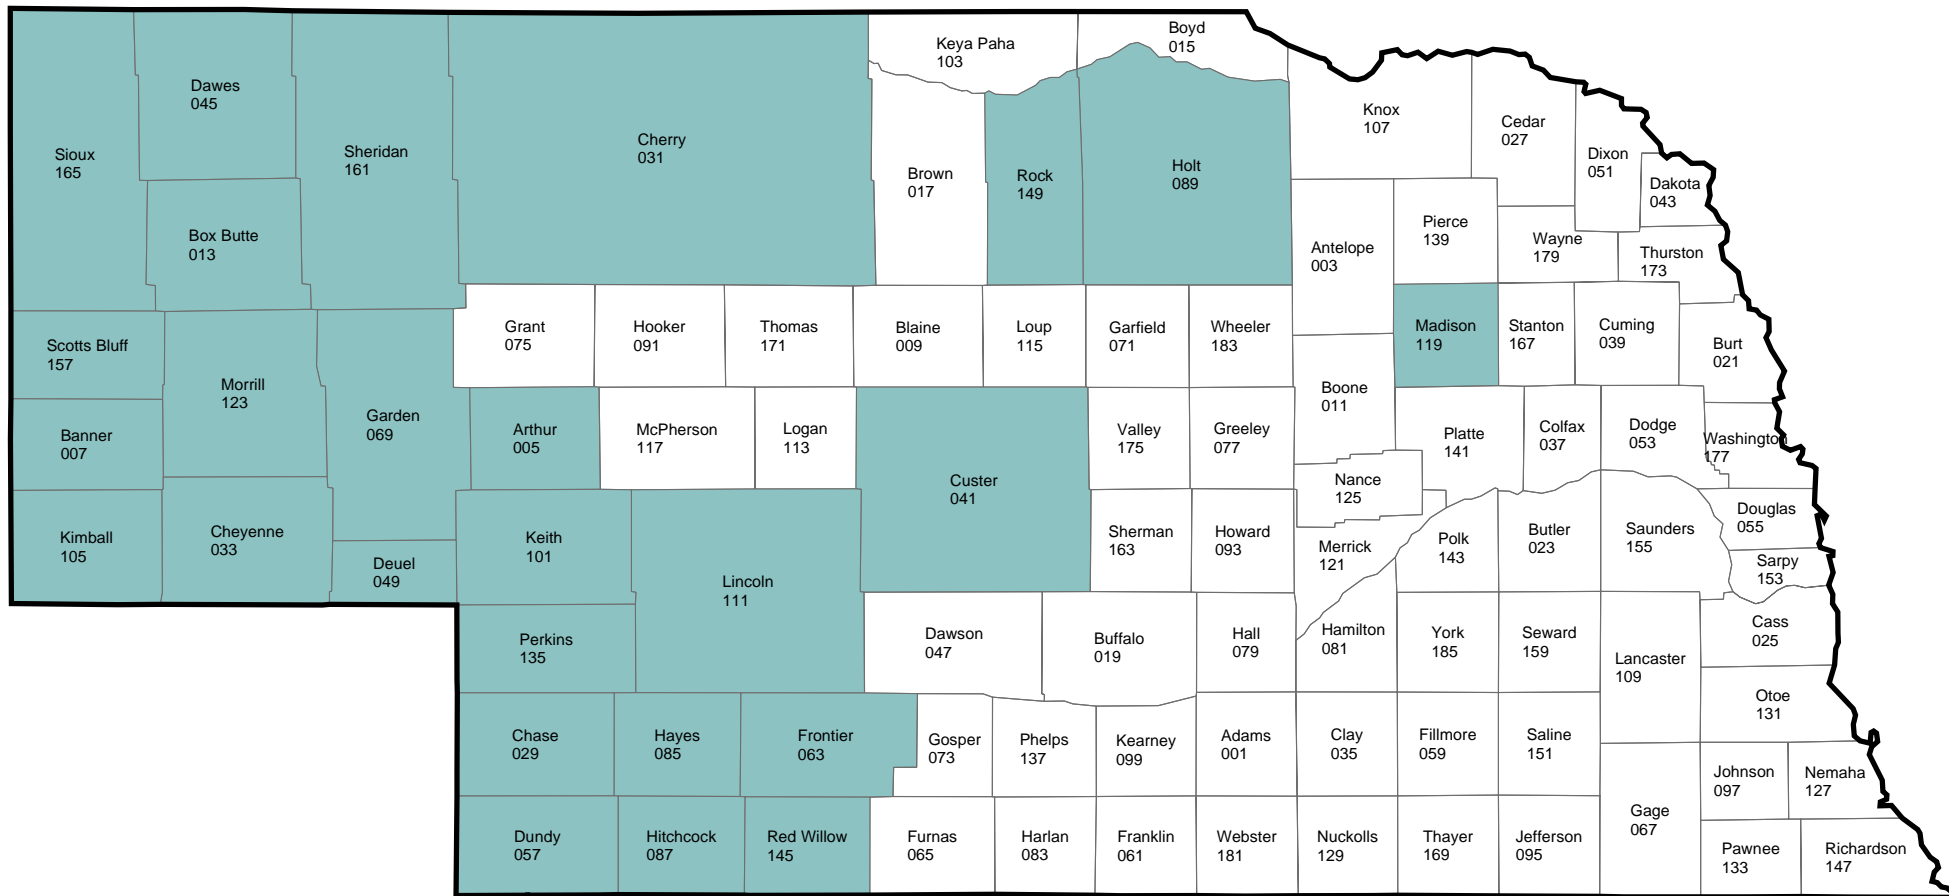 Keya Paha
103
Boyd
015
Dawes
045
Sioux
165
Sheridan
161
Cherry
031
Brown
017
Rock
149
Holt
089
Knox
107
Cedar
027
Dixon
051
Dakota
043
Box Butte
013
Antelope
003
Pierce
139
Wayne
179
Thurston
173
Scotts Bluff
157
Morrill
123
Grant
075
Hooker
091
Thomas
171
Blaine
009
Loup
115
Garfield
071
Wheeler
183
Madison
119
Stanton
167
Cuming
039
Burt
021
Boone
011
Banner
007
Garden
069
Arthur
005
McPherson
117
Logan
113
Custer
041
Valley
175
Greeley
077
Platte
141
Colfax
037
Dodge
053
Washington
177
Nance
125
Kimball
105
Cheyenne
033
Deuel
049
Keith
101
Lincoln
111
Sherman
163
Howard
093
Merrick
121
Polk
143
Butler
023
Saunders
155
Douglas
055
Sarpy
153
Perkins
135
Dawson
047
Buffalo
019
Hall
079
Hamilton
081
York
185
Seward
159
Lancaster
109
Cass
025
Otoe
131
Chase
029
Hayes
085
Frontier
063
Gosper
073
Phelps
137
Kearney
099
Adams
001
Clay
035
Fillmore
059
Saline
151
Johnson
097
Nemaha
127
Dundy
057
Hitchcock
087
Red Willow
145
Furnas
065
Harlan
083
Franklin
061
Webster
181
Nuckolls
129
Thayer
169
Jefferson
095
Gage
067
Pawnee
133
Richardson
147